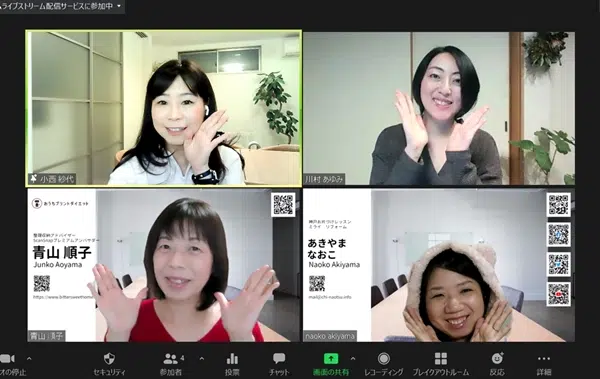 ムライブストリーム配信サービスに参加中
小西 紗代
川村 あゆみ
おうちプリントダイエット
整理収納アドバイザー
ScanSnapプレミアムアンバサダー
青山 順子
Junko Aoyama
青山 順子
神戸お片づけレッスン
ミライ・リフォーム
あきやま
なおこ
Naoko Akiyama
naoko akiyama
オの停止
セキュリティ
4
参加者
投票
チャット
画面の共有
レコーディング
ブレイクアウトルーム
反応
詳細